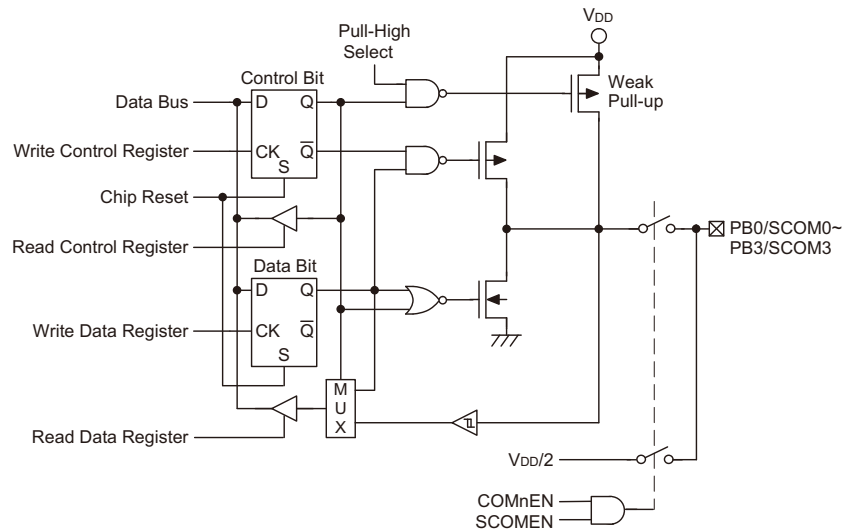 VDD
Pull-High
Select
Control Bit
Weak
Pull-up
Data Bus
D
Q
Write Control Register
CK
Q
S
Chip Reset
PB0/SCOM0~
PB3/SCOM3
Read Control Register
Data Bit
D
Q
Write Data Register
CK
Q
S
M
U
X
Read Data Register
VDD/2
COMnEN
SCOMEN